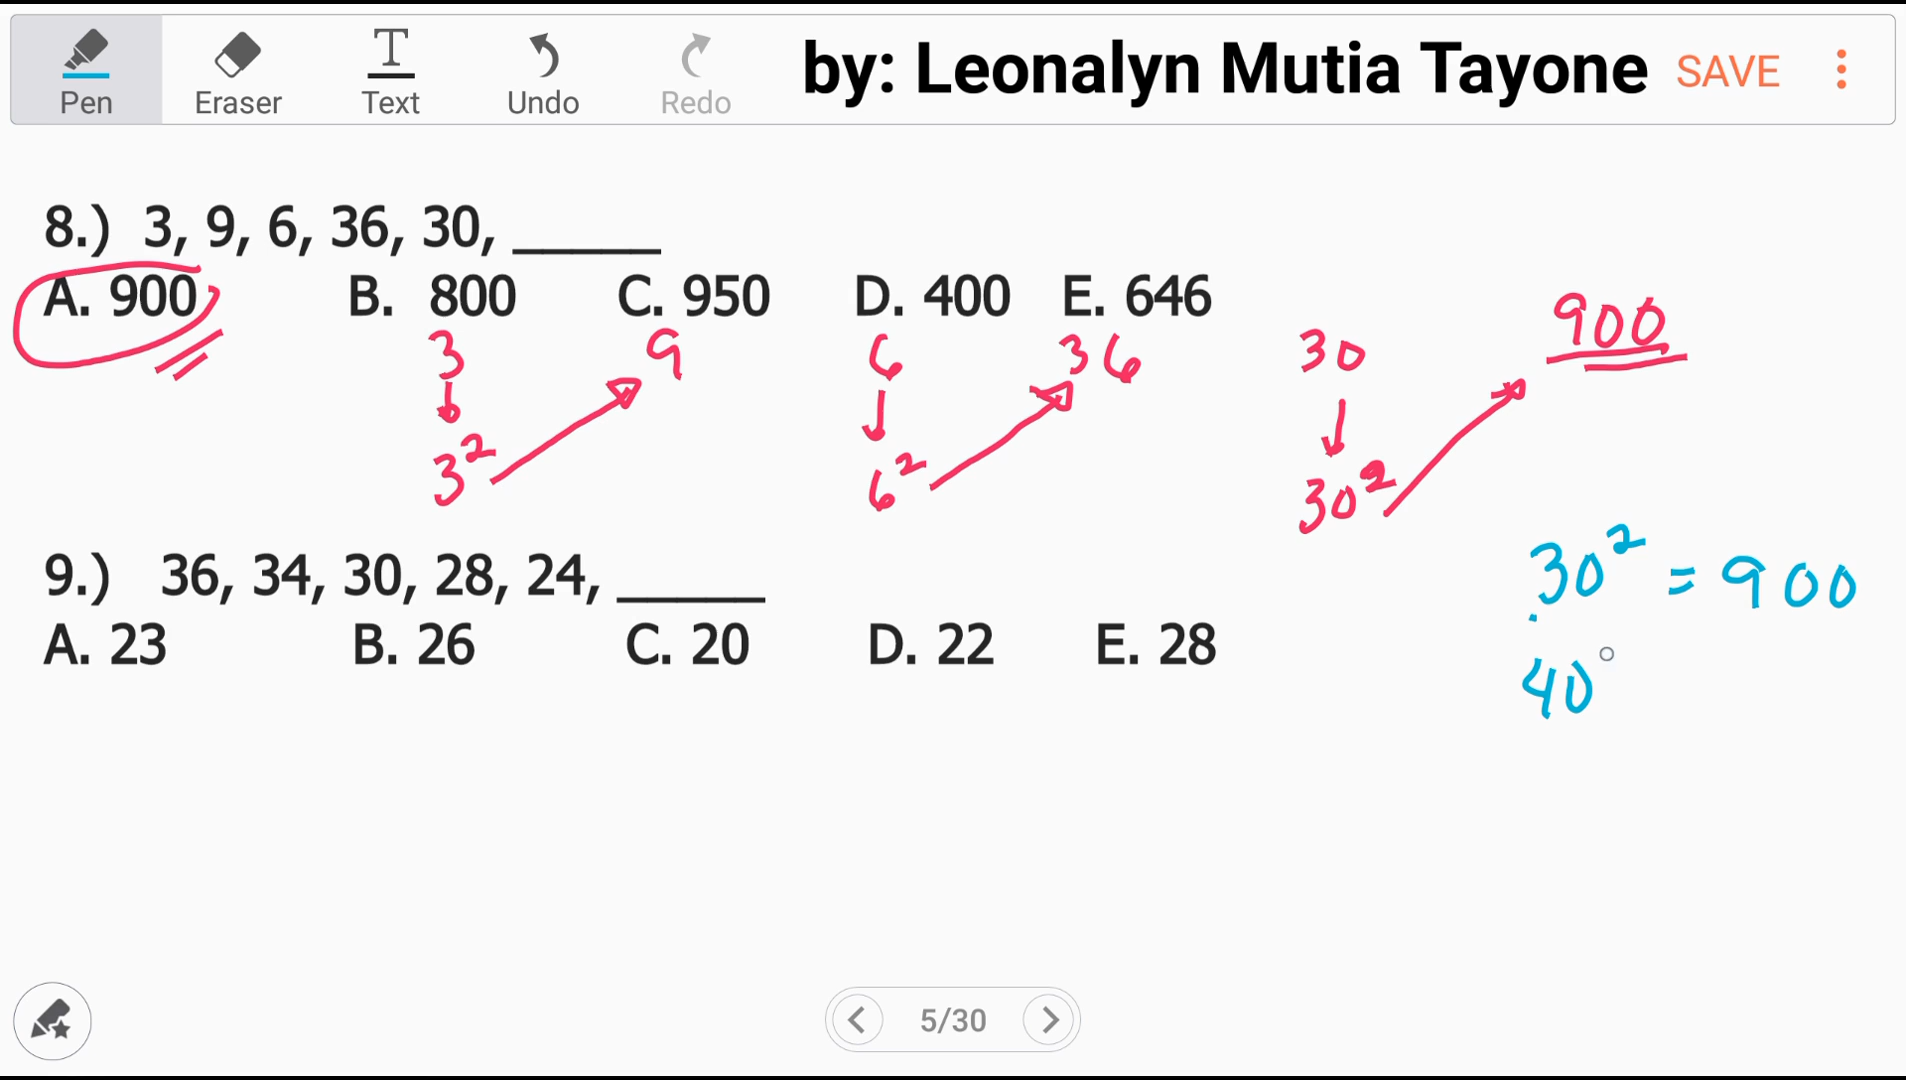 Pen Eraser Text Undo Redo by: Leonalyn Mutia Tayone SAVE
8.) 3, 9, 6, 36, 30, _____
A. 900 B. 800 C. 950 D. 400 E. 646
3 9 6 36 30 900
3² 6² 30²
30² = 900
9.) 36, 34, 30, 28, 24, _____
A. 23 B. 26 C. 20 D. 22 E. 28
40
5/30